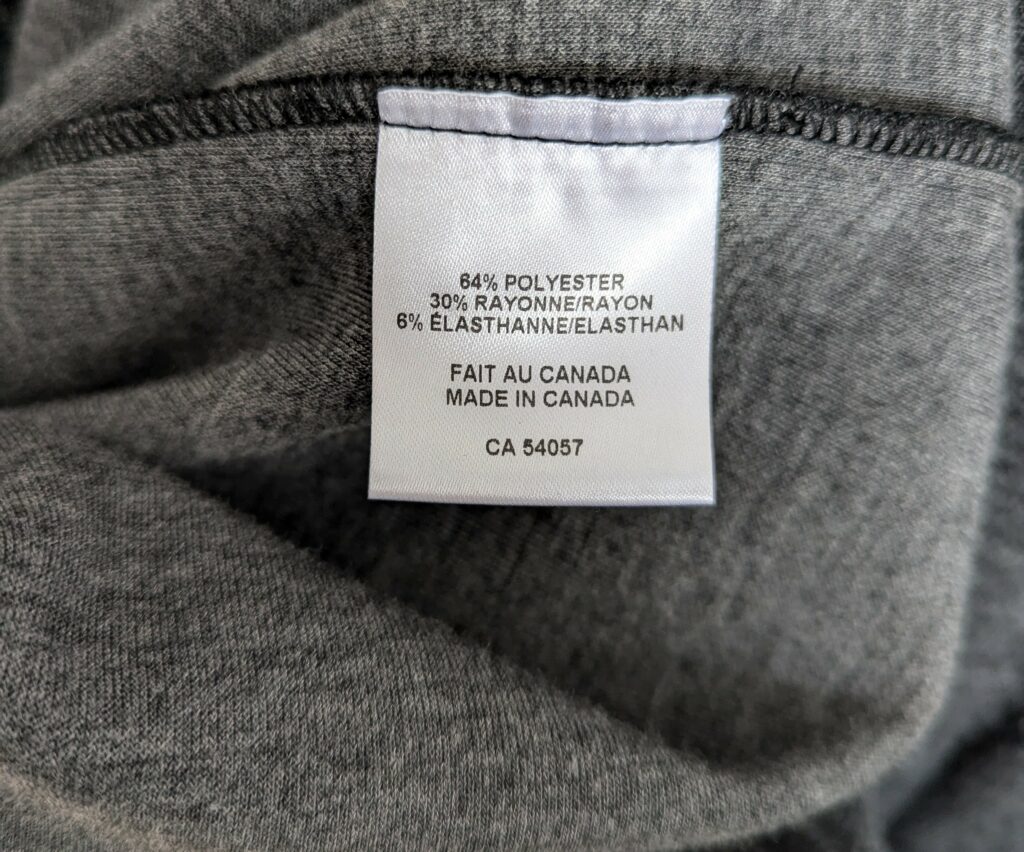 64% POLYESTER
30% RAYONNE/RAYON
6% ÉLASTHANNE/ELASTHAN
FAIT AU CANADA
MADE IN CANADA
CA 54057